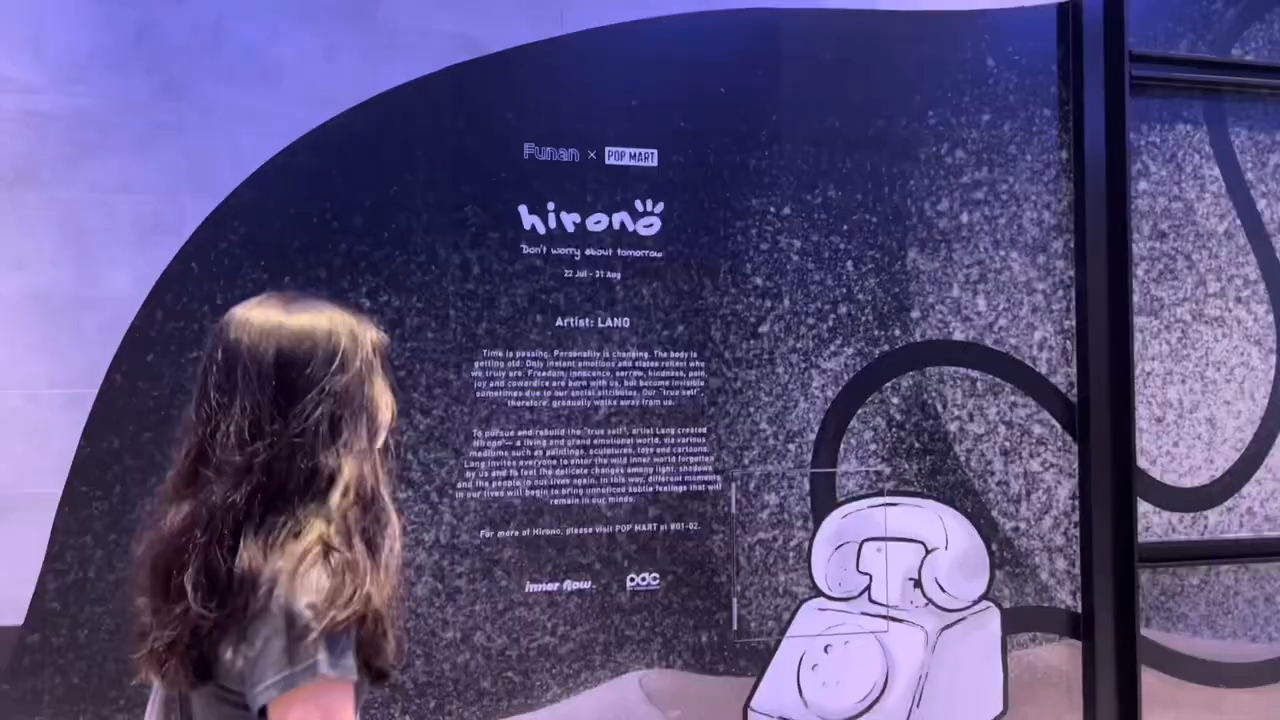 Funan × POP MART
hirono
Don't worry about tomorrow
22 Jul - 31 Aug
Artist: LANG
Time is passing. Personality is changing. The body is
getting old. Only instant emotions and states reflect who
we truly are. Freedom, innocence, sorrow, kindness, pain,
joy and cowardice are born with us, but become invisible
sometimes due to our social attributes. Our "true self",
therefore, gradually walks away from us.
To pursue and rebuild the "true self", artist Lang created
Hirono"— a living and grand emotional world, via various
mediums such as paintings, sculptures, toys and cartoons.
Lang invites everyone to enter the wild inner world forgotten
by us and to feel the delicate changes among light, shadows
and the people in our lives again. In this way, different moments
in our lives will begin to bring unnoticed subtle feelings that will
remain in our minds.
For more of Hirono, please visit POP MART at #01-02.
inner flow. pdc